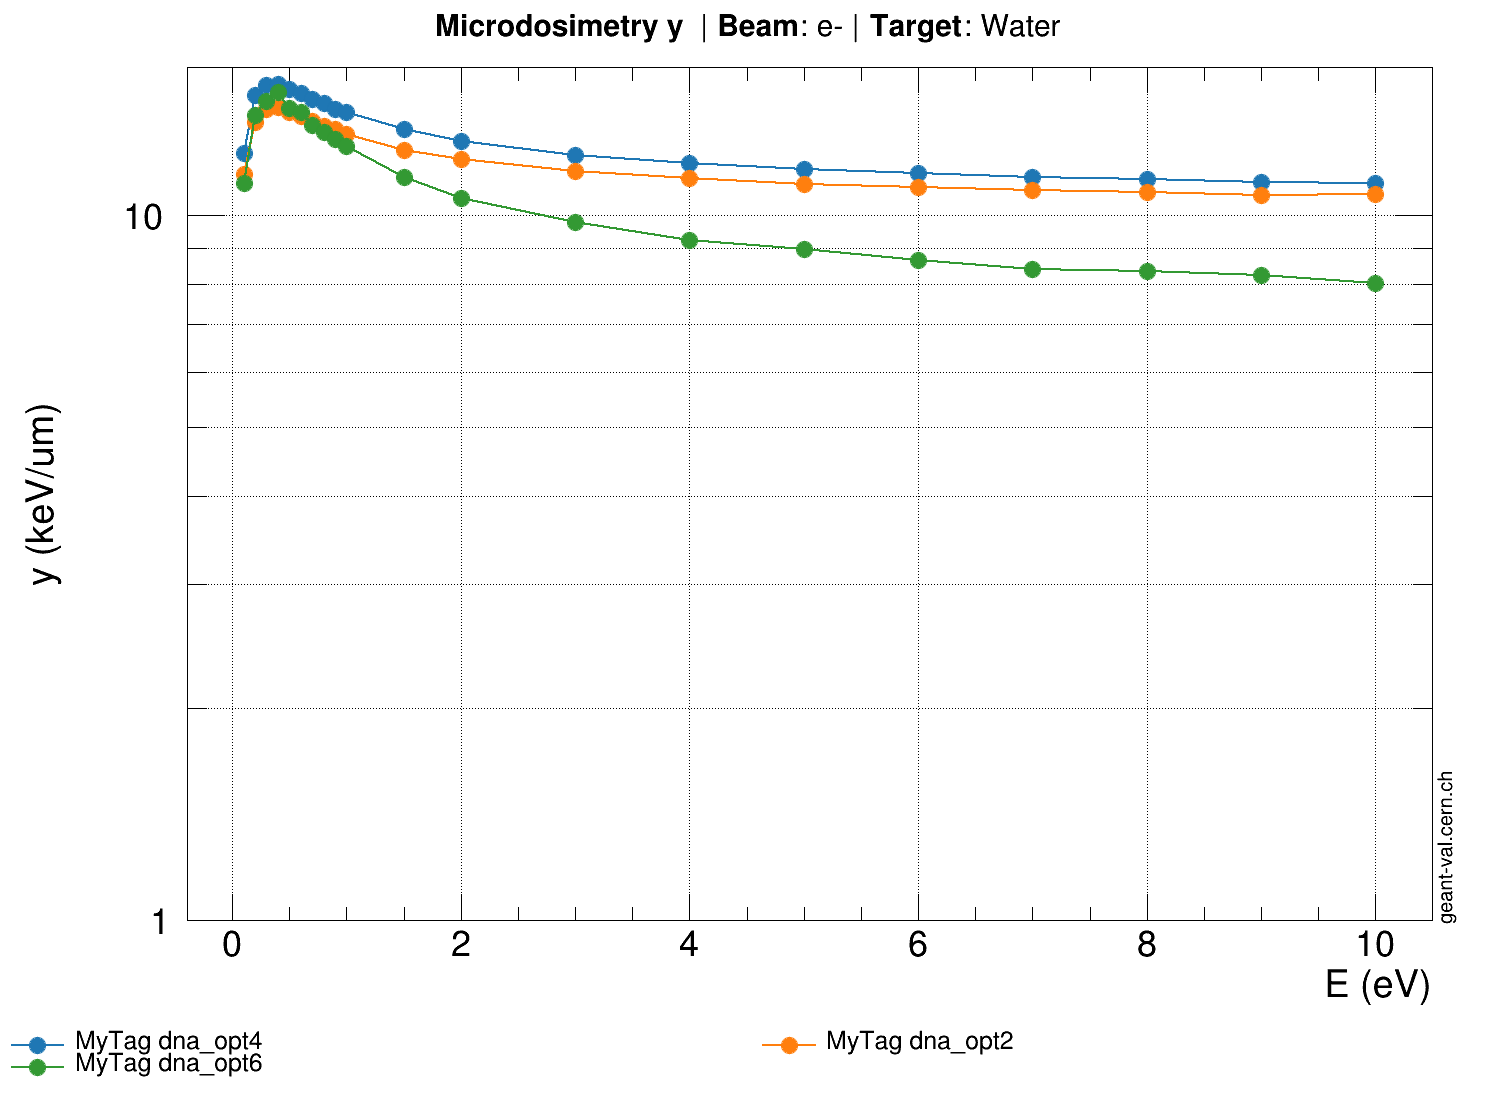 Microdosimetry y | Beam: e- | Target: Water
10
1
y (keV/um)
0 2 4 6 8 10
E (eV)
geant-val.cern.ch
MyTag dna_opt4
MyTag dna_opt2
MyTag dna_opt6